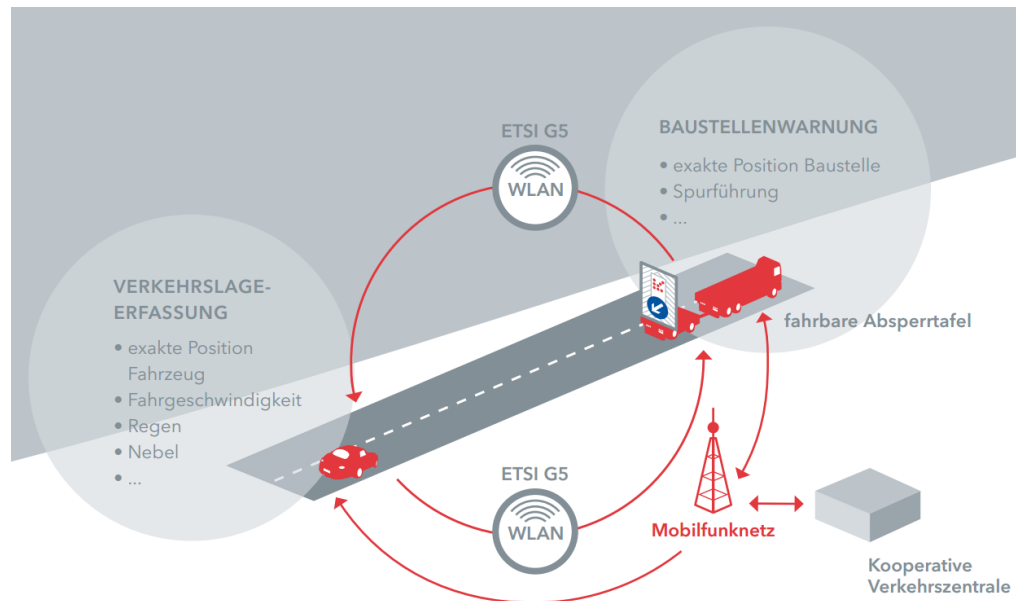 ETSI G5
WLAN
BAUSTELLENWARNUNG
• exakte Position Baustelle
• Spurführung
• ...
VERKEHRSLAGE-
ERFASSUNG
• exakte Position
Fahrzeug
• Fahrgeschwindigkeit
• Regen
• Nebel
• ...
fahrbare Absperrtafel
ETSI G5
WLAN
Mobilfunknetz
Kooperative
Verkehrszentrale